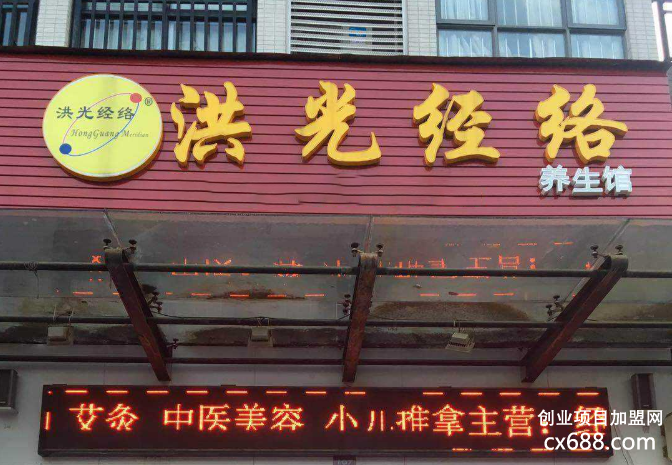 洪光经络®
HongGuang Meridian
洪光经络
养生馆
艾灸 中医美容 小儿推拿主营：
创业项目加盟网
cx688.com